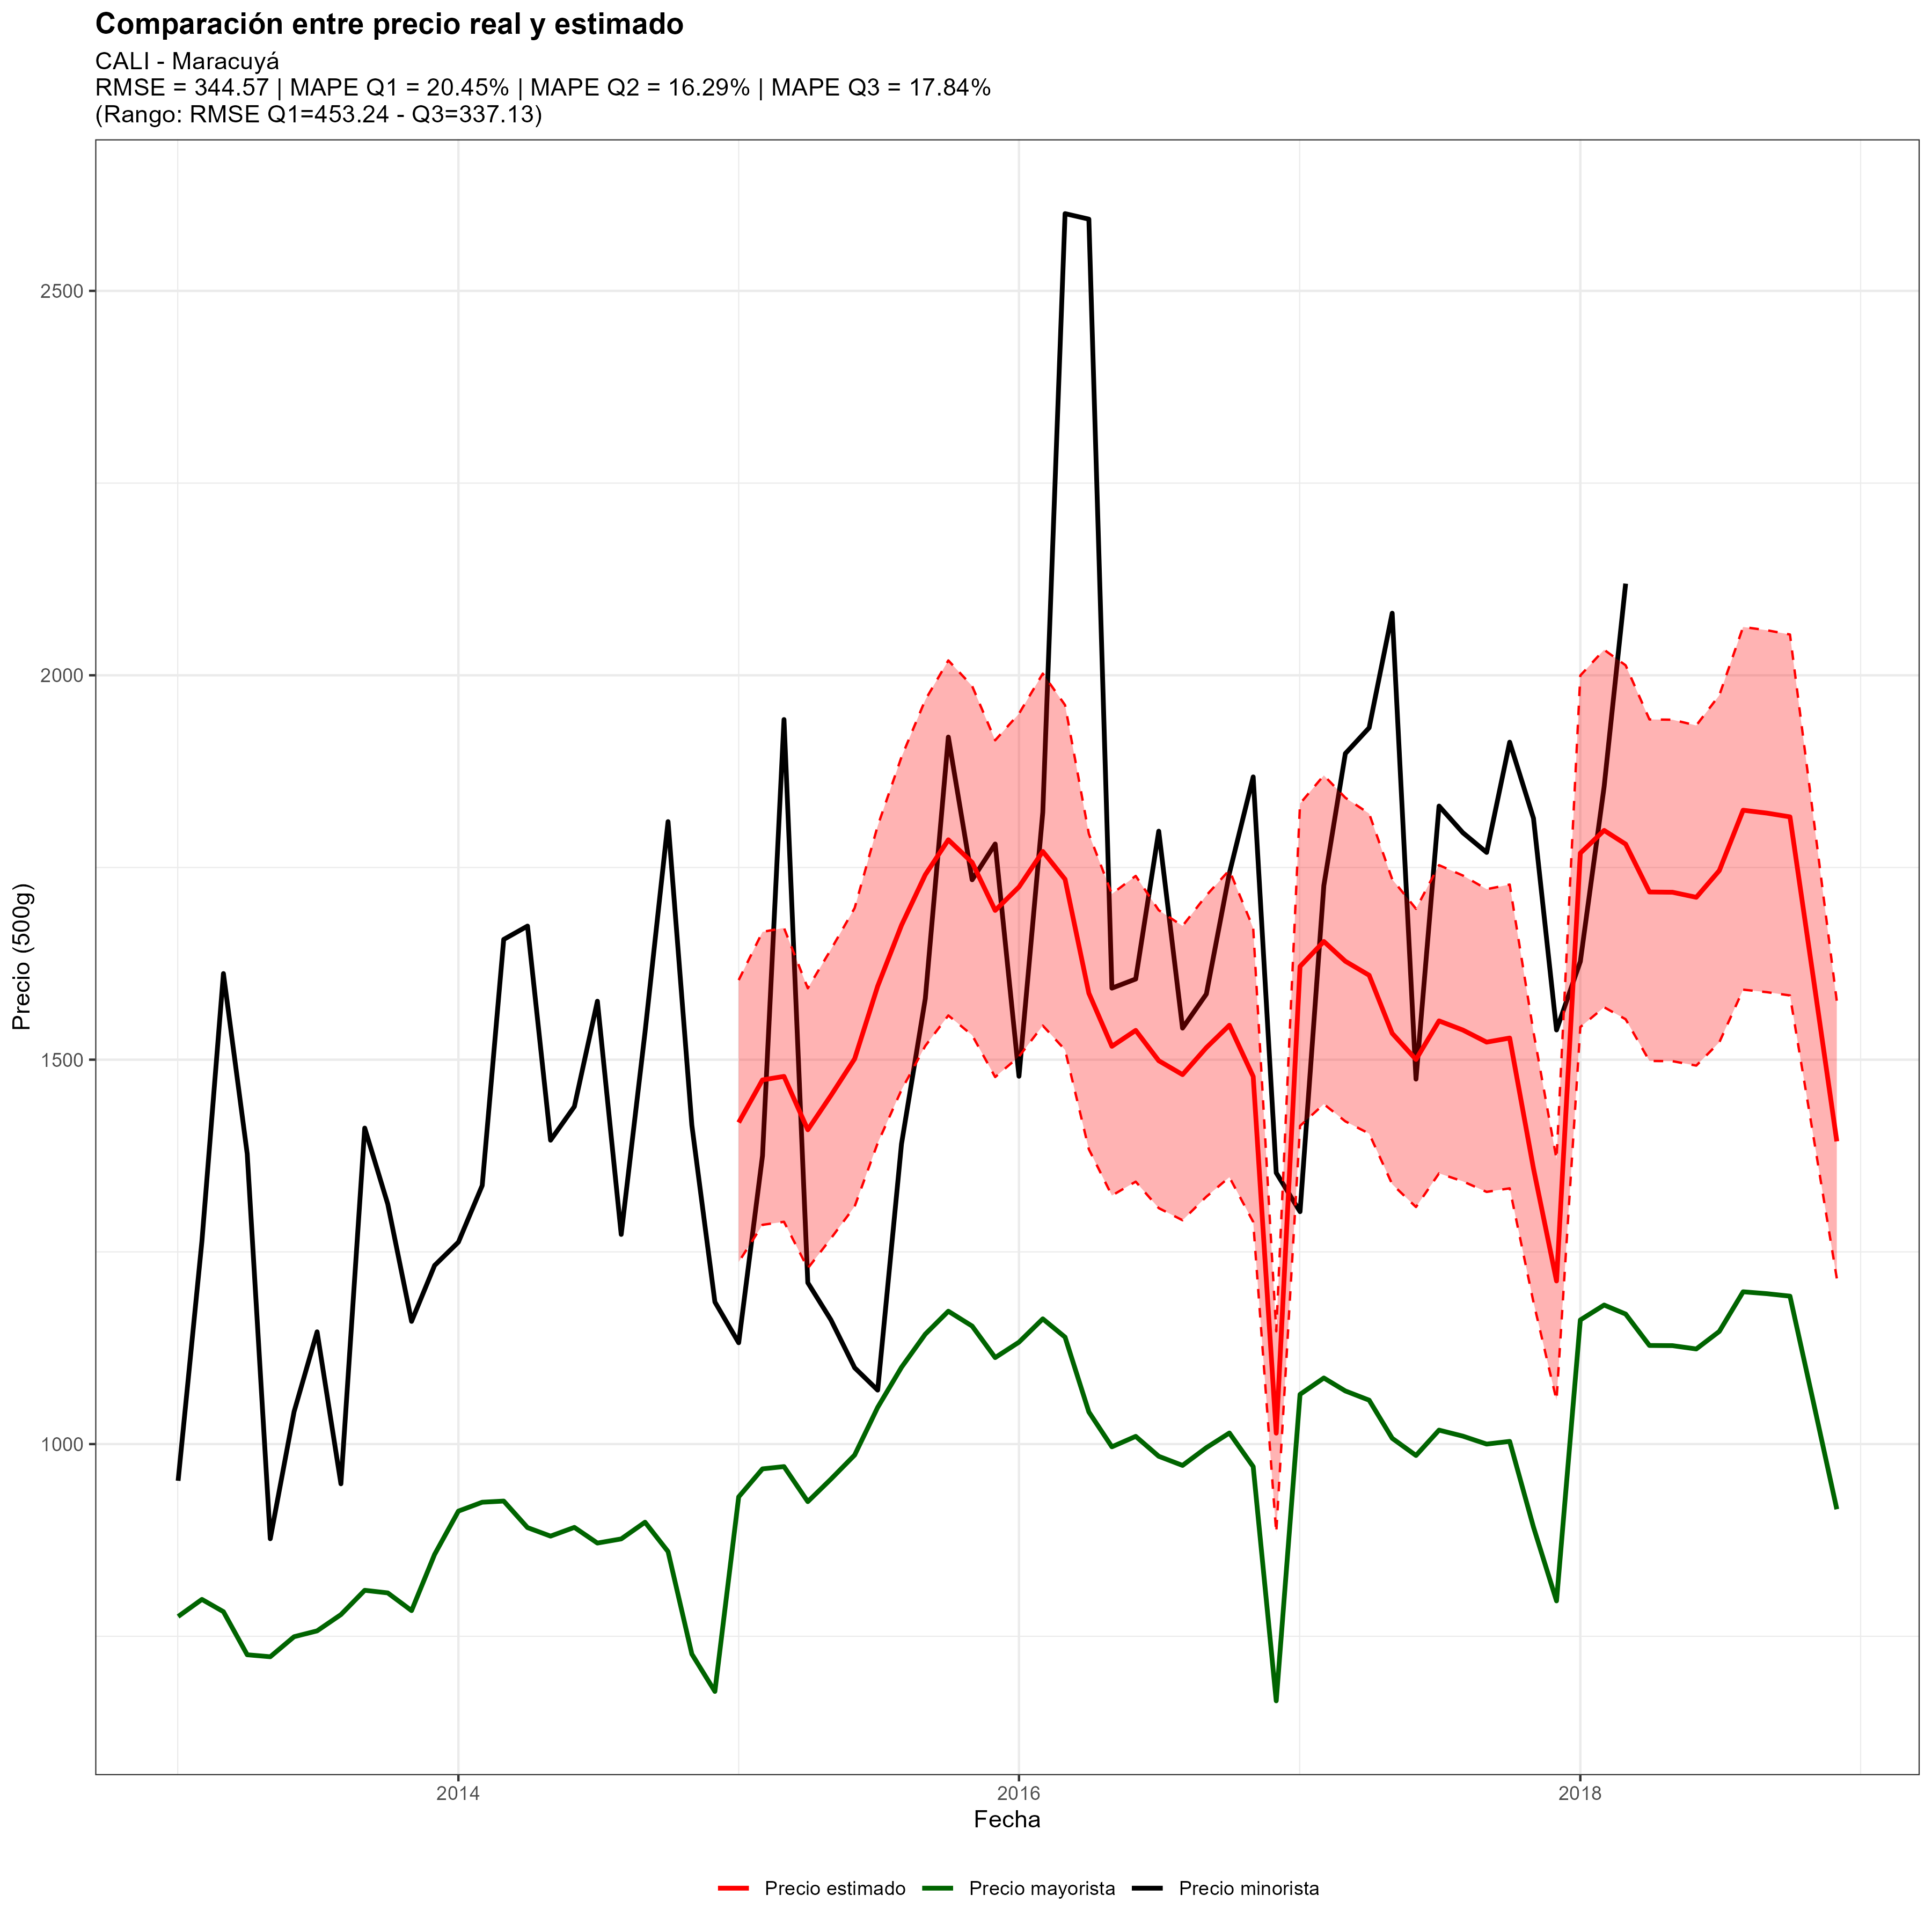 Comparación entre precio real y estimado
CALI - Maracuyá
RMSE = 344.57 | MAPE Q1 = 20.45% | MAPE Q2 = 16.29% | MAPE Q3 = 17.84%
(Rango: RMSE Q1=453.24 - Q3=337.13)
Precio (500g)
2500
2000
1500
1000
2014
2016
2018
Fecha
Precio estimado
Precio mayorista
Precio minorista